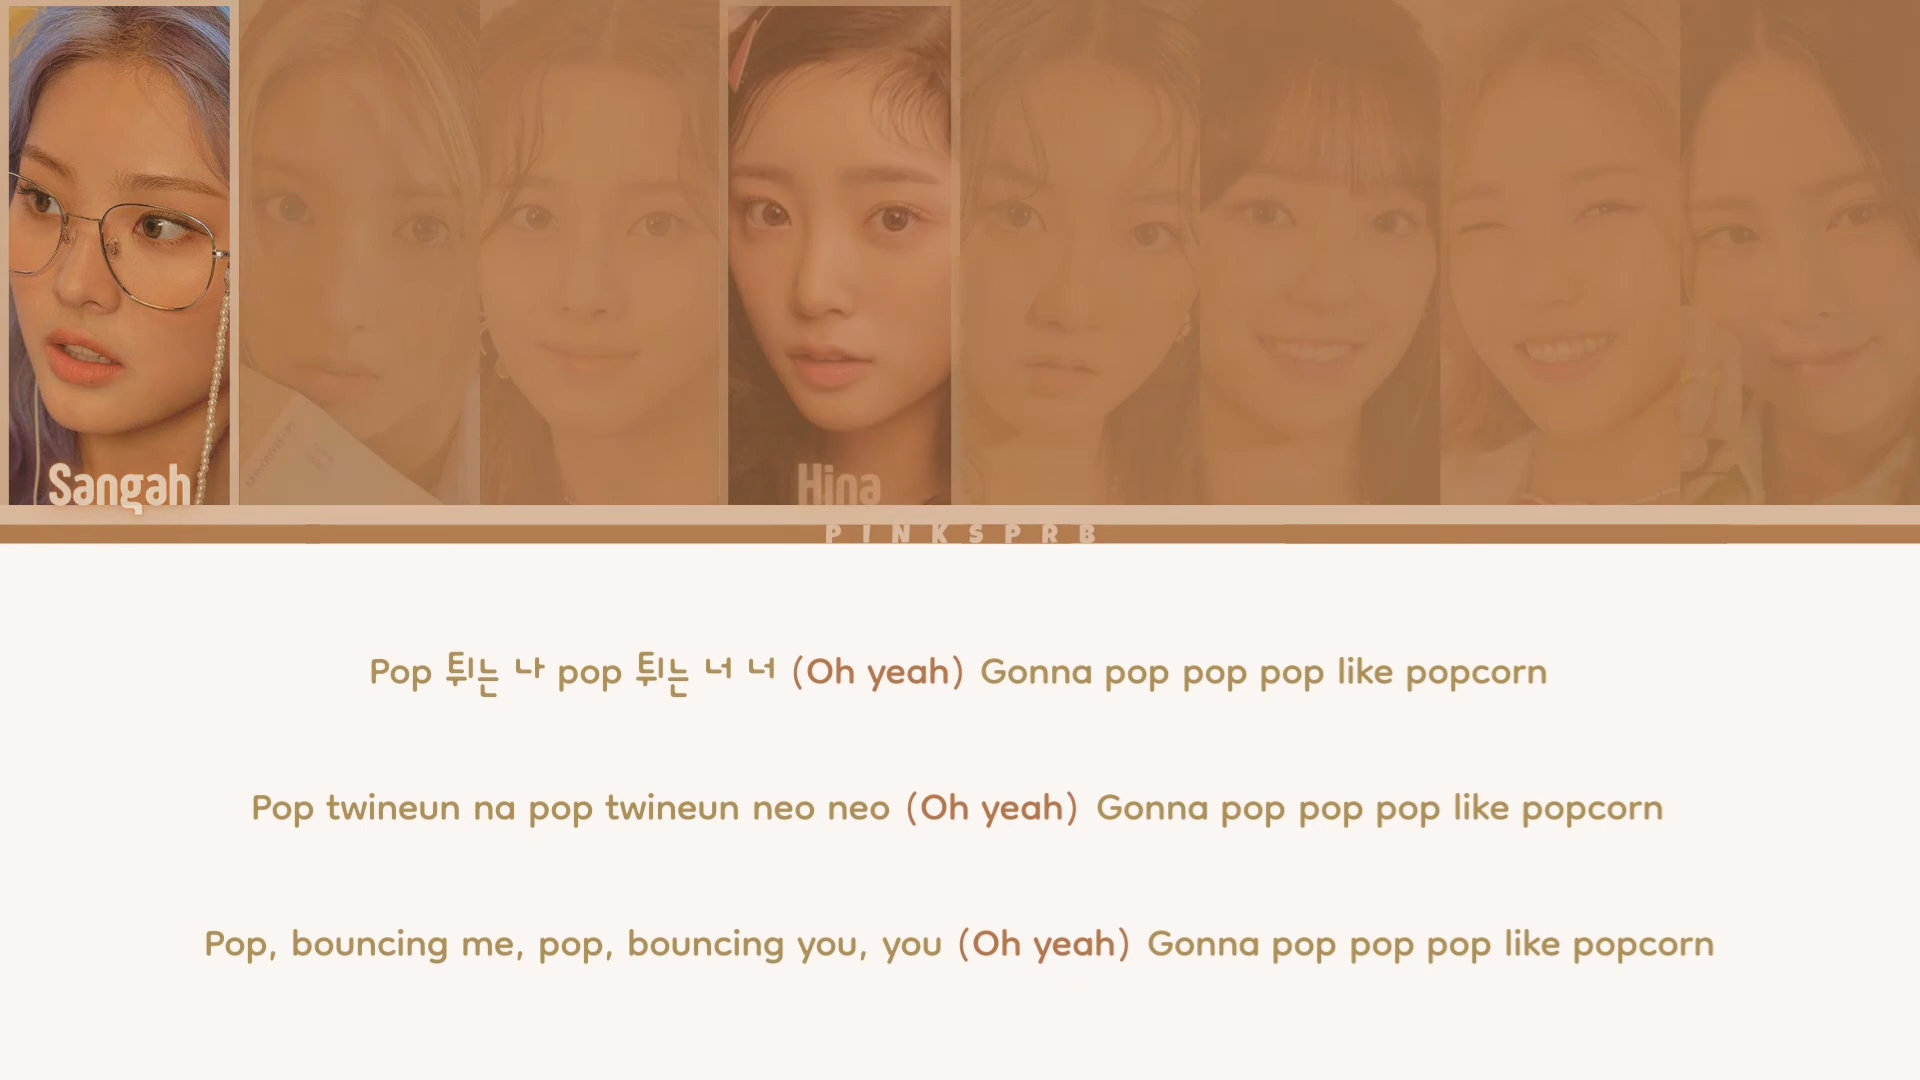 Sangah
Hina
PINKSPRB
Pop 튀는 나 pop 튀는 너 너 (Oh yeah) Gonna pop pop pop like popcorn
Pop twineun na pop twineun neo neo (Oh yeah) Gonna pop pop pop like popcorn
Pop, bouncing me, pop, bouncing you, you (Oh yeah) Gonna pop pop pop like popcorn